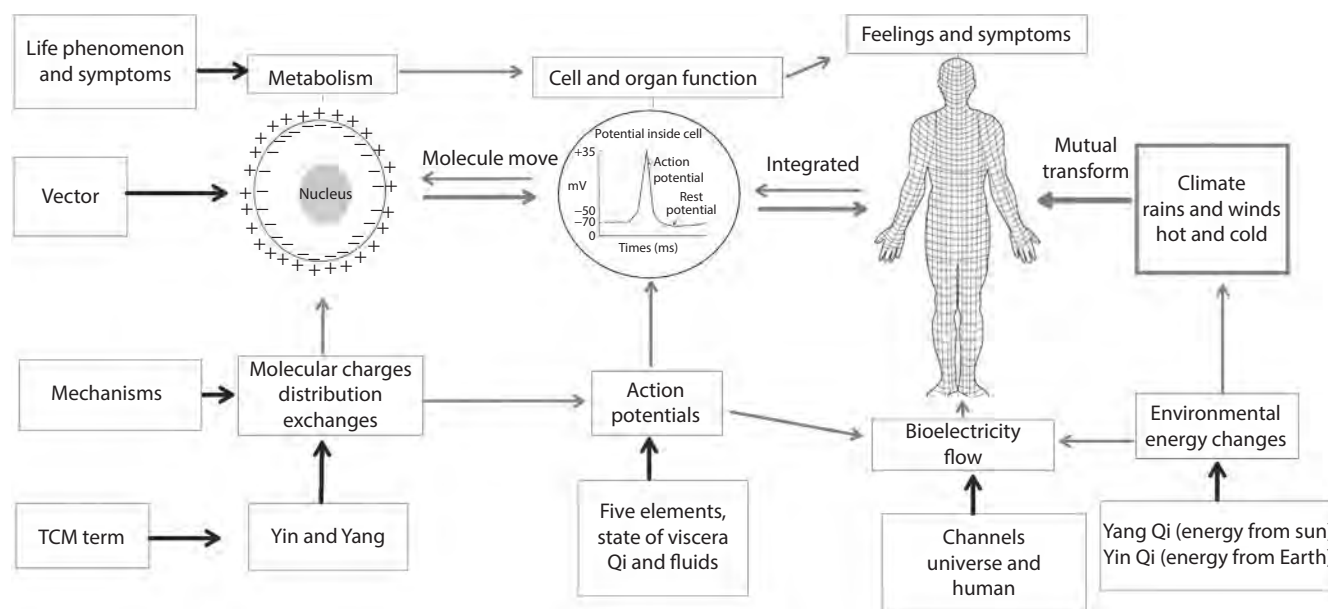 Life phenomenon
and symptoms
Metabolism
Cell and organ function
Feelings and symptoms
Vector
Nucleus
Molecule move
Potential inside cell
+35
mV
−50
−70
0
Action
potential
Rest
potential
Times (ms)
Integrated
Mutual
transform
Climate
rains and winds
hot and cold
Mechanisms
Molecular charges
distribution
exchanges
Action
potentials
Bioelectricity
flow
Environmental
energy changes
TCM term
Yin and Yang
Five elements,
state of viscera
Qi and fluids
Channels
universe and
human
Yang Qi (energy from sun)
Yin Qi (energy from Earth)